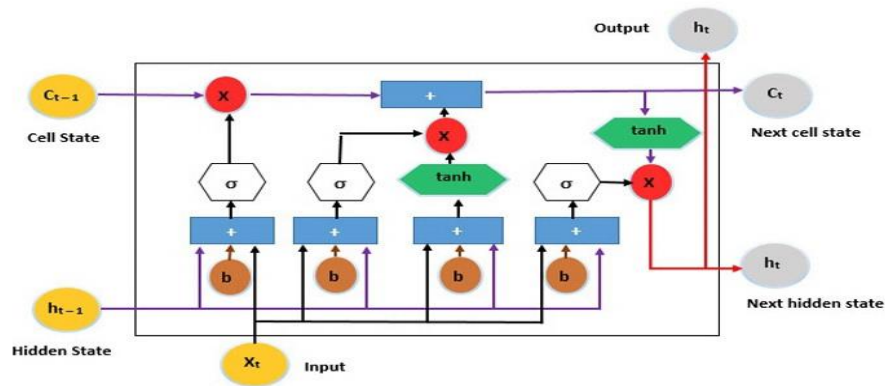 Output
hₜ
Cₜ₋₁
X
+
Cₜ
Cell State
tanh
Next cell state
X
σ
σ
tanh
σ
X
+
+
+
+
b
b
b
b
hₜ
hₜ₋₁
Next hidden state
Hidden State
Xₜ
Input